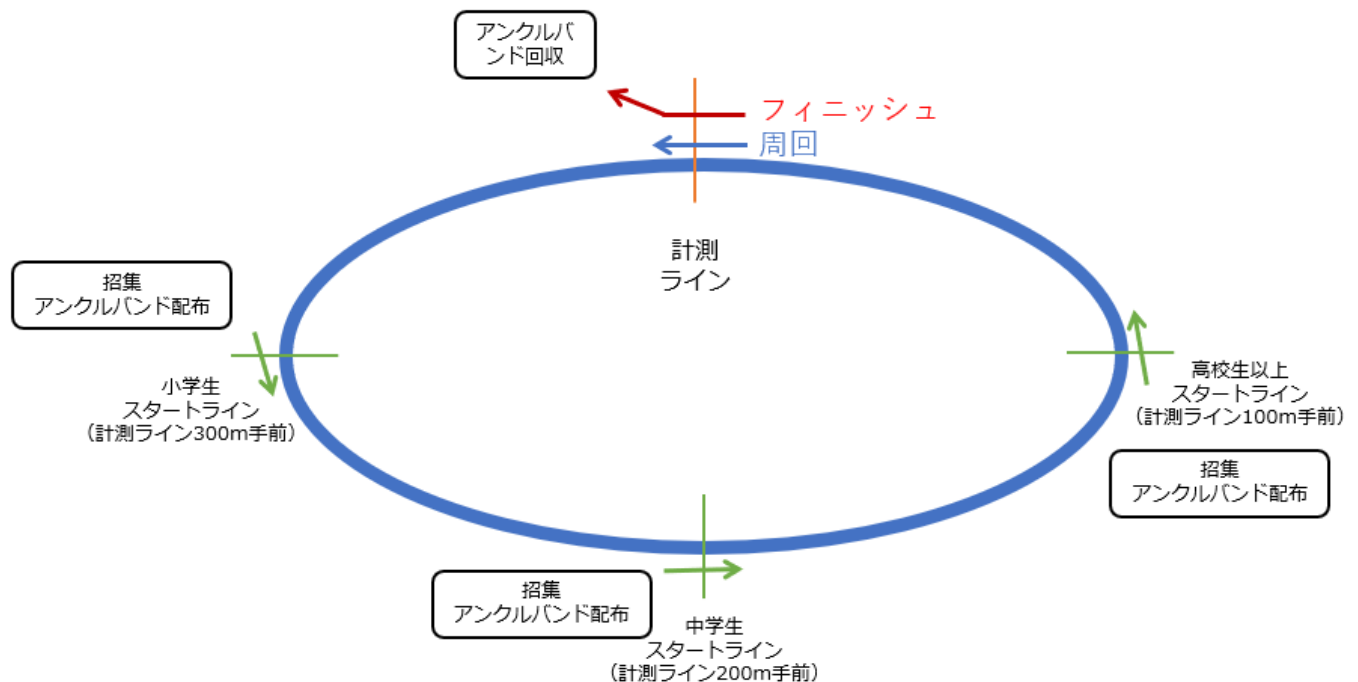 アンクルバ
ンド回収
フィニッシュ
周回
計測
ライン
招集
アンクルバンド配布
小学生
スタートライン
（計測ライン300m手前）
高校生以上
スタートライン
（計測ライン100m手前）
招集
アンクルバンド配布
招集
アンクルバンド配布
中学生
スタートライン
（計測ライン200m手前）